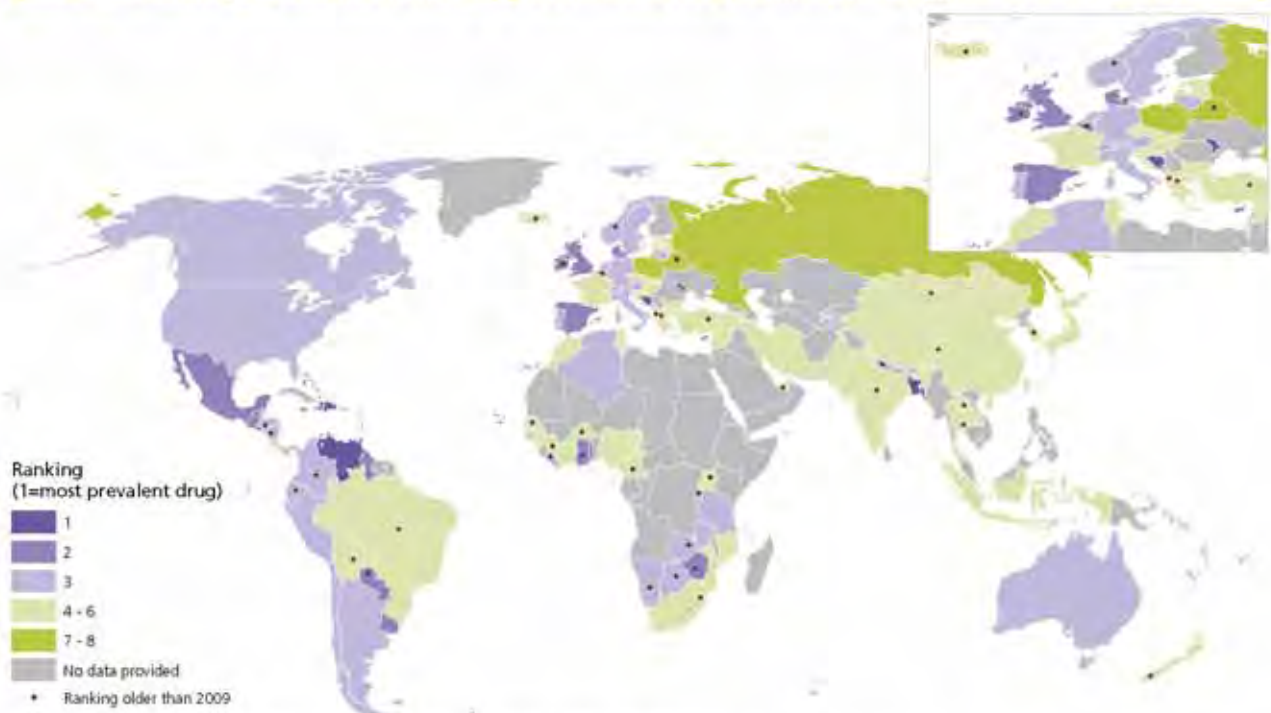 Ranking
(1=most prevalent drug)
1
2
3
4 - 6
7 - 8
No data provided
Ranking older than 2009